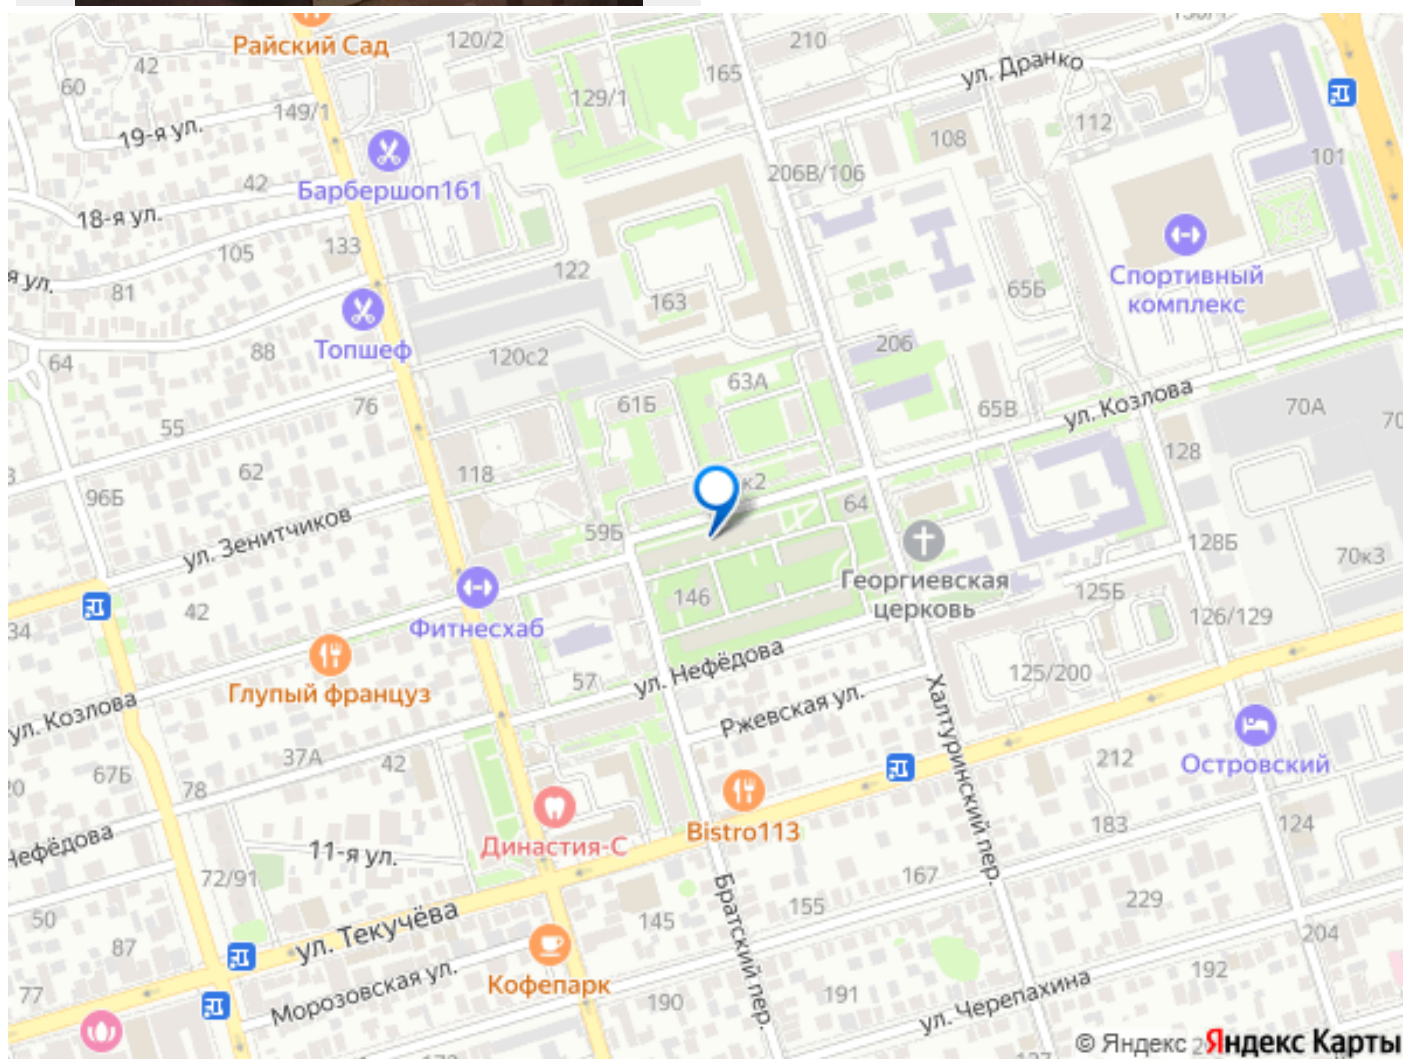 Райский Сад
120/2
210
42
60
165
ул. Дранко
129/1
149/1
19-я ул.
108
112
101
Барбершоп161
42
206В/106
18-я ул.
105
133
122
Спортивный
комплекс
я ул.
81
163
65Б
Топшеф
88
64
120с2
206
63А
61Б
76
65В
ул. Козлова
70А
70
55
62
118
128
96Б
к2
64
ул. Зенитчиков
59Б
128Б
70к3
Георгиевская
церковь
146
125Б
126/129
34
42
Фитнесхаб
Глупый француз
57
ул. Нефёдова
125/200
ул. Козлова
Ржевская ул.
Халтуринский пер.
37А
42
67Б
78
20
212
Островский
Bistro113
Династия-С
183
124
Нефёдова
11-я ул.
72/91
167
155
229
50
ул. Текучёва
145
Братский пер.
87
204
Кофепарк
192
77
Морозовская ул.
190
191
ул. Черепахина
127
© Яндекс
Яндекс Карты